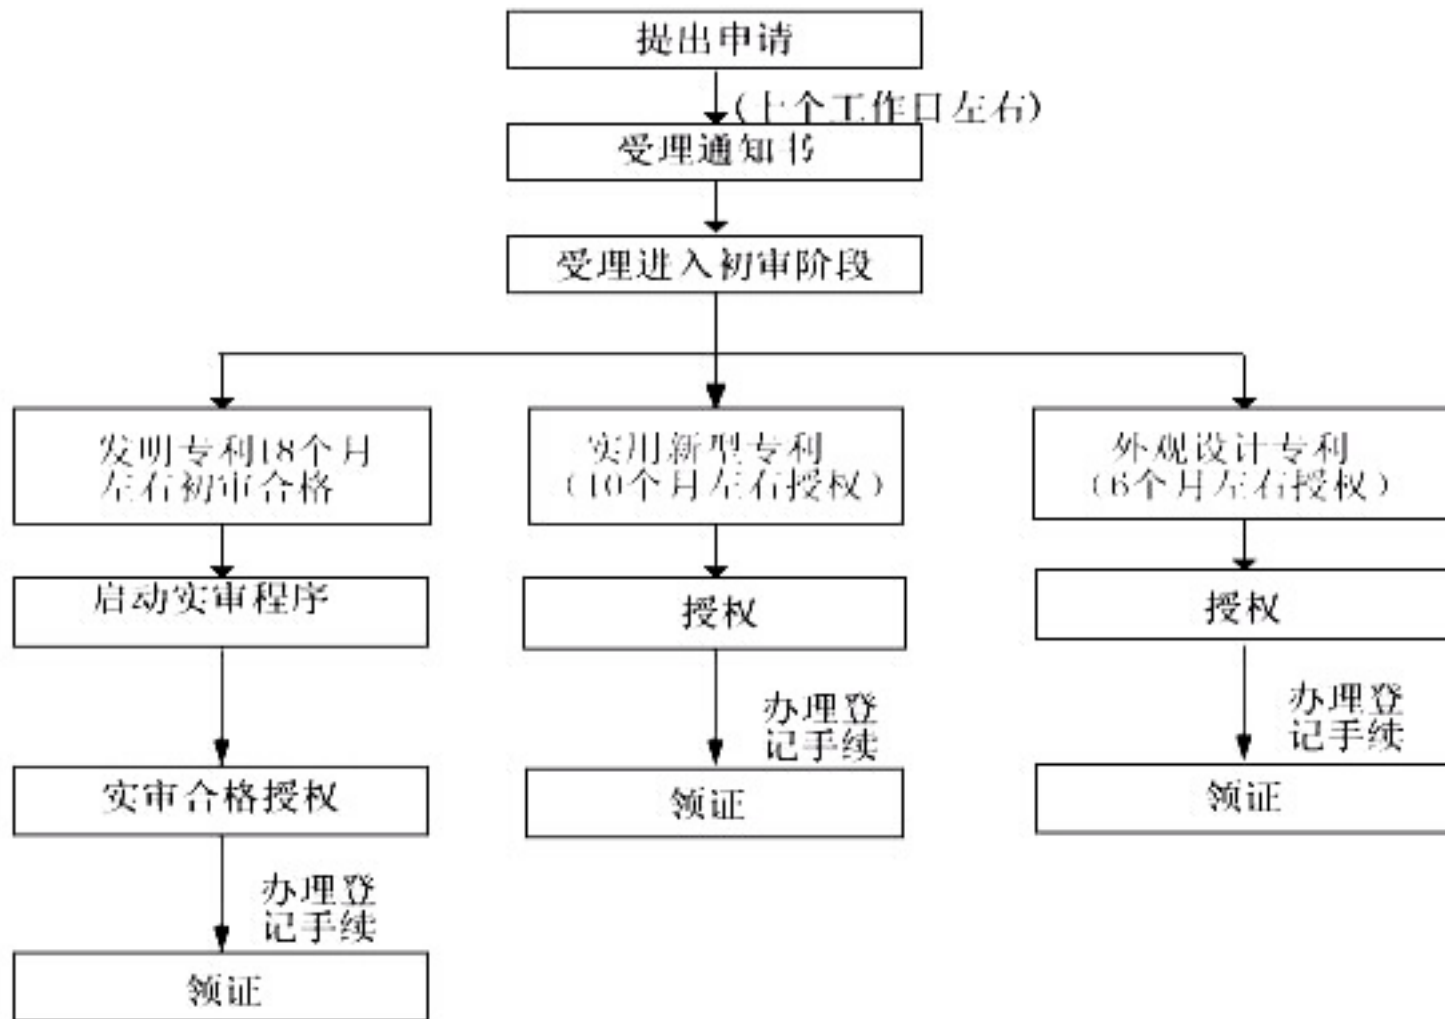 提出申请
(十个工作日左右)
受理通知书
受理进入初审阶段
发明专利18个月
左右初审合格
实用新型专利
(10个月左右授权)
外观设计专利
(6个月左右授权)
启动实审程序
授权
授权
办理登
记手续
办理登
记手续
实审合格授权
领证
领证
办理登
记手续
领证